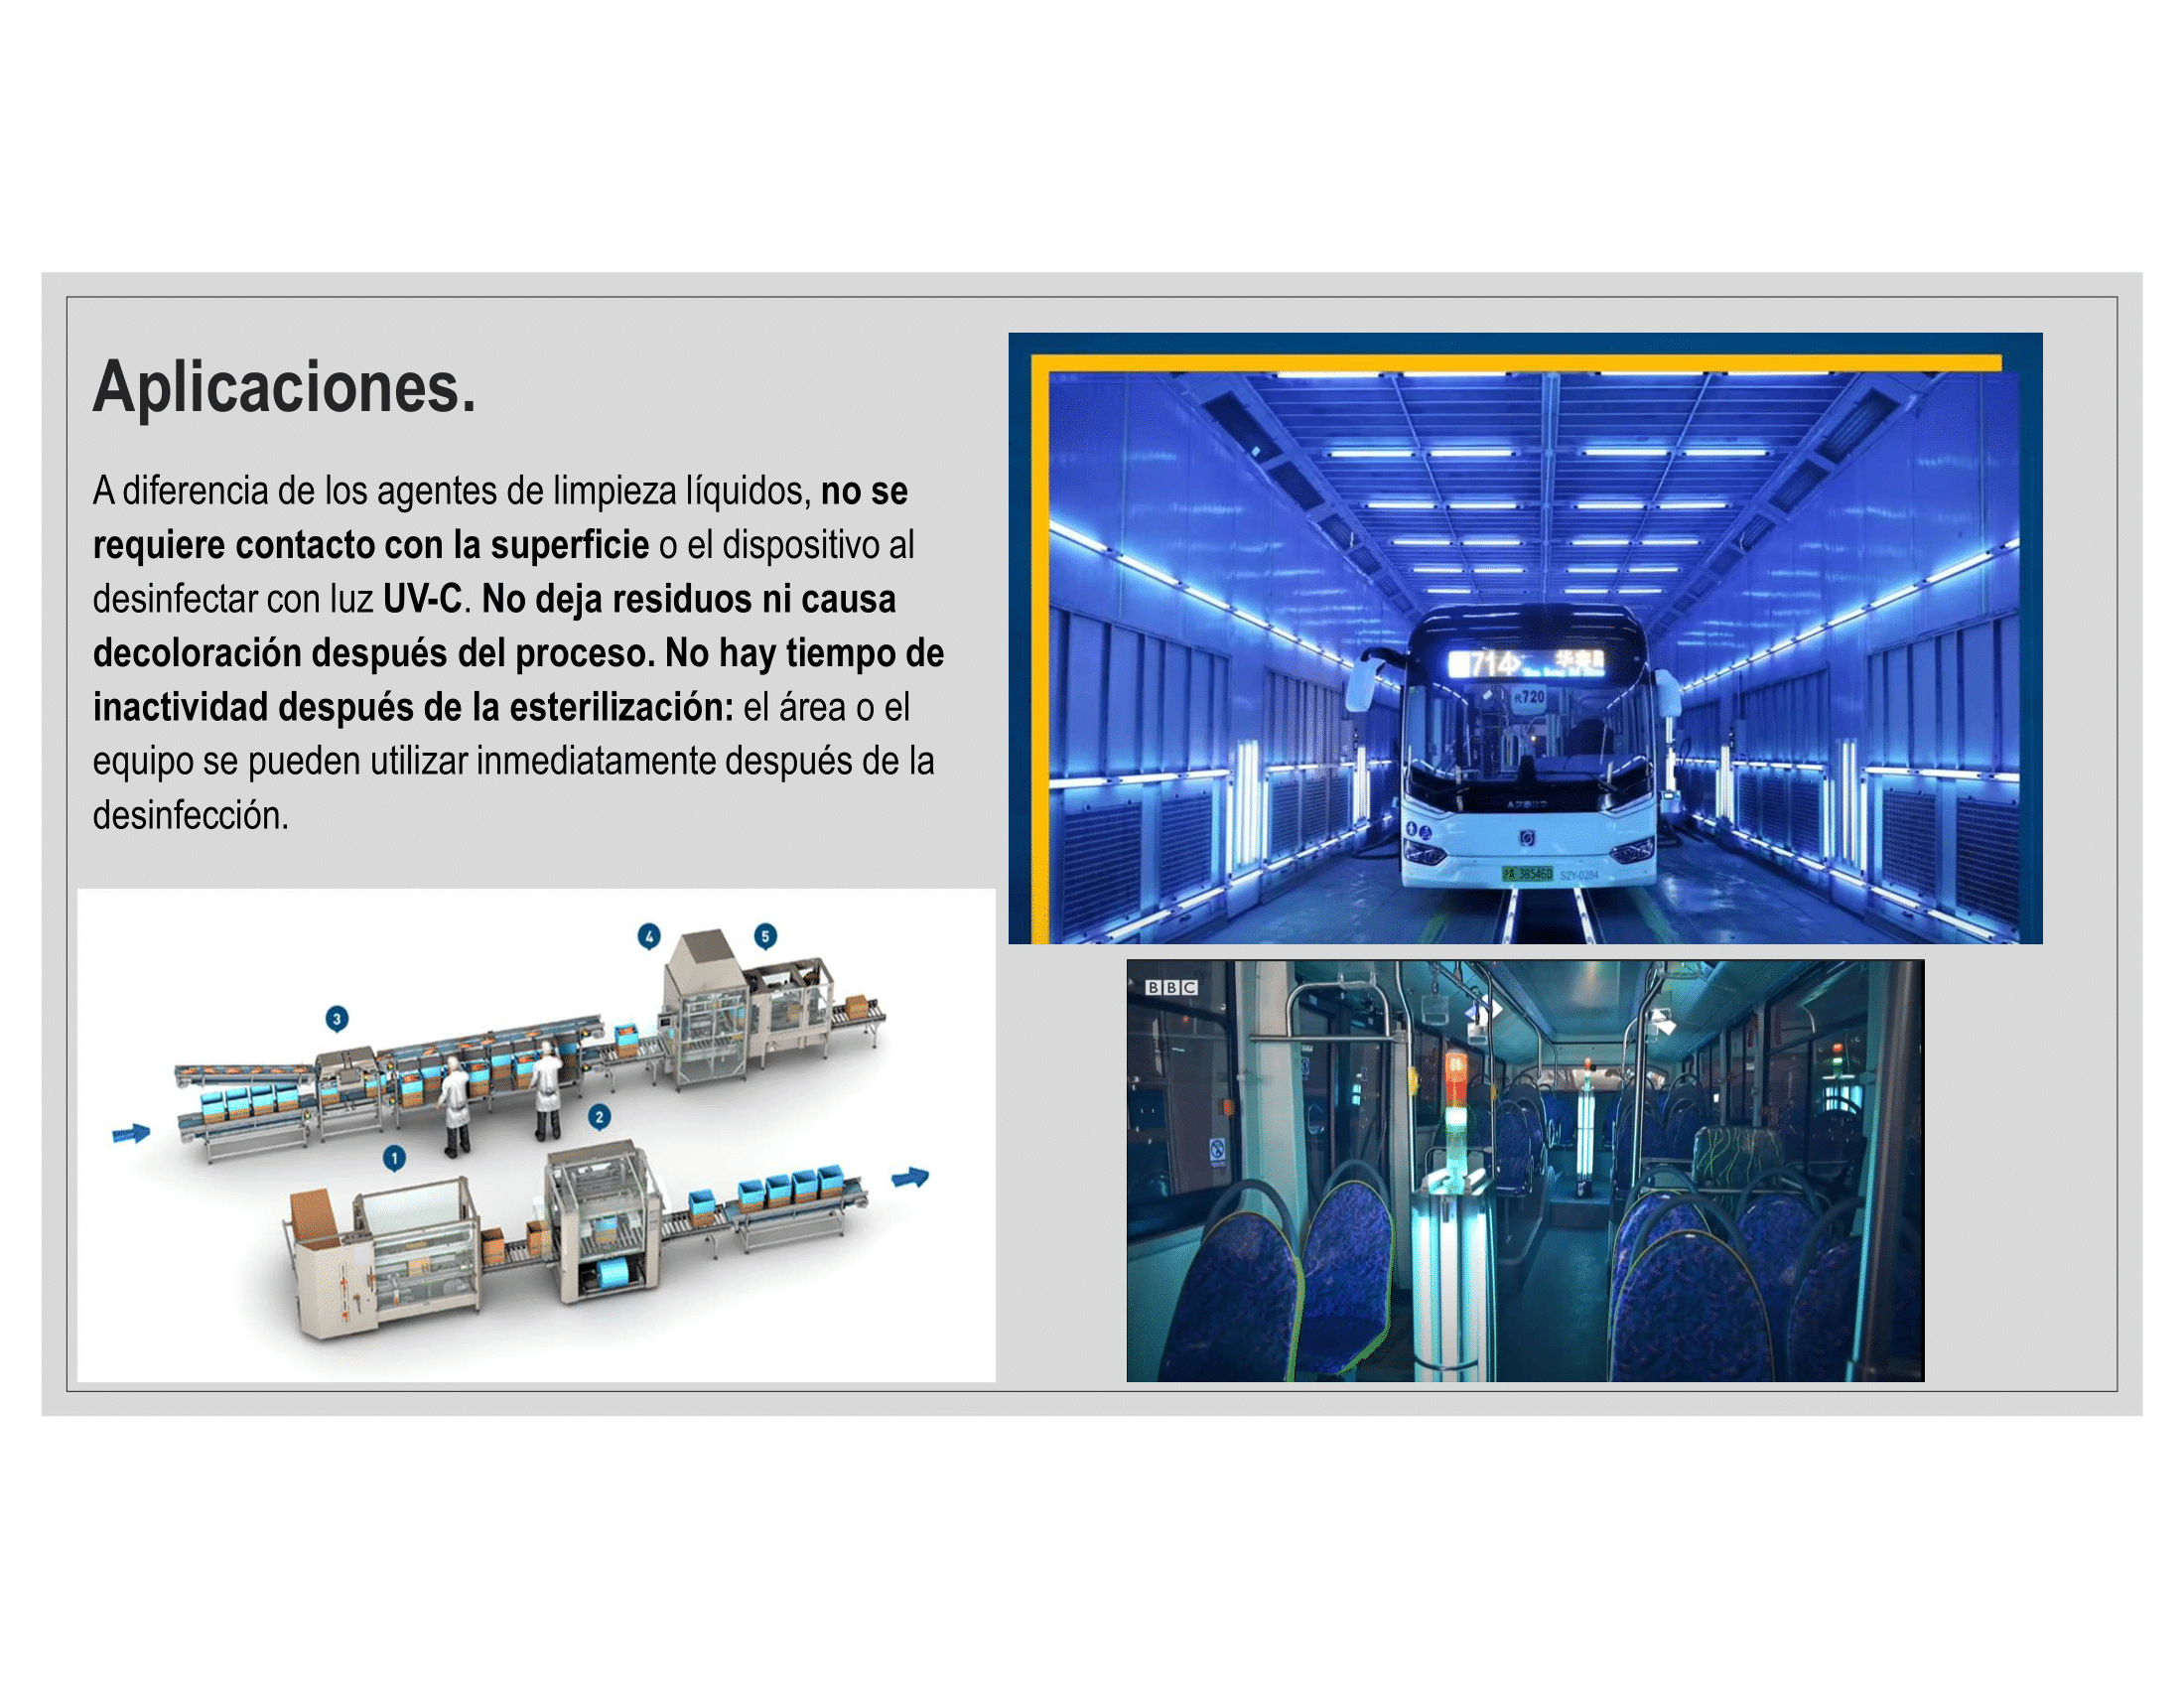 Aplicaciones.
A diferencia de los agentes de limpieza líquidos, no se
requiere contacto con la superficie o el dispositivo al
desinfectar con luz UV-C. No deja residuos ni causa
decoloración después del proceso. No hay tiempo de
inactividad después de la esterilización: el área o el
equipo se pueden utilizar inmediatamente después de la
desinfección.
714
720
38546D
SZY-0284
4
5
3
2
1
BBC